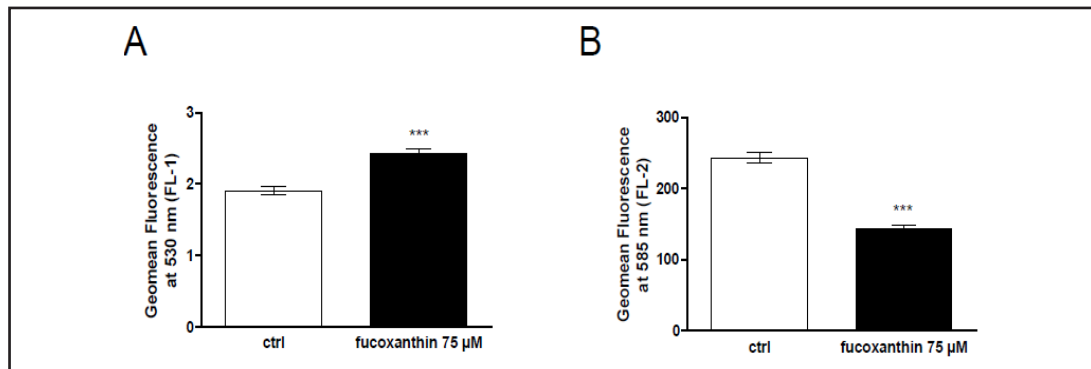 A
Geomean Fluorescence
at 530 nm (FL-1)
3
2
1
0
***
ctrl
fucoxanthin 75 µM
B
Geomean Fluorescence
at 585 nm (FL-2)
300
200
100
0
***
ctrl
fucoxanthin 75 µM